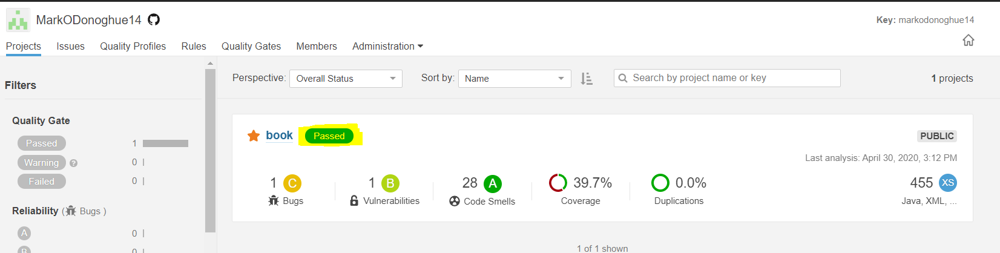 MarkODonoghue14
Key: markodonoghue14
Projects Issues Quality Profiles Rules Quality Gates Members Administration
Filters
Perspective: Overall Status Sort by: Name Search by project name or key 1 projects
Quality Gate
Passed 1
Warning ? 0
Failed 0
Reliability ( Bugs )
A 0
B 0
book Passed PUBLIC
Last analysis: April 30, 2020, 3:12 PM
1 C 1 B 28 A 39.7% 0.0% 455 XS
Bugs Vulnerabilities Code Smells Coverage Duplications Java, XML, ...
1 of 1 shown